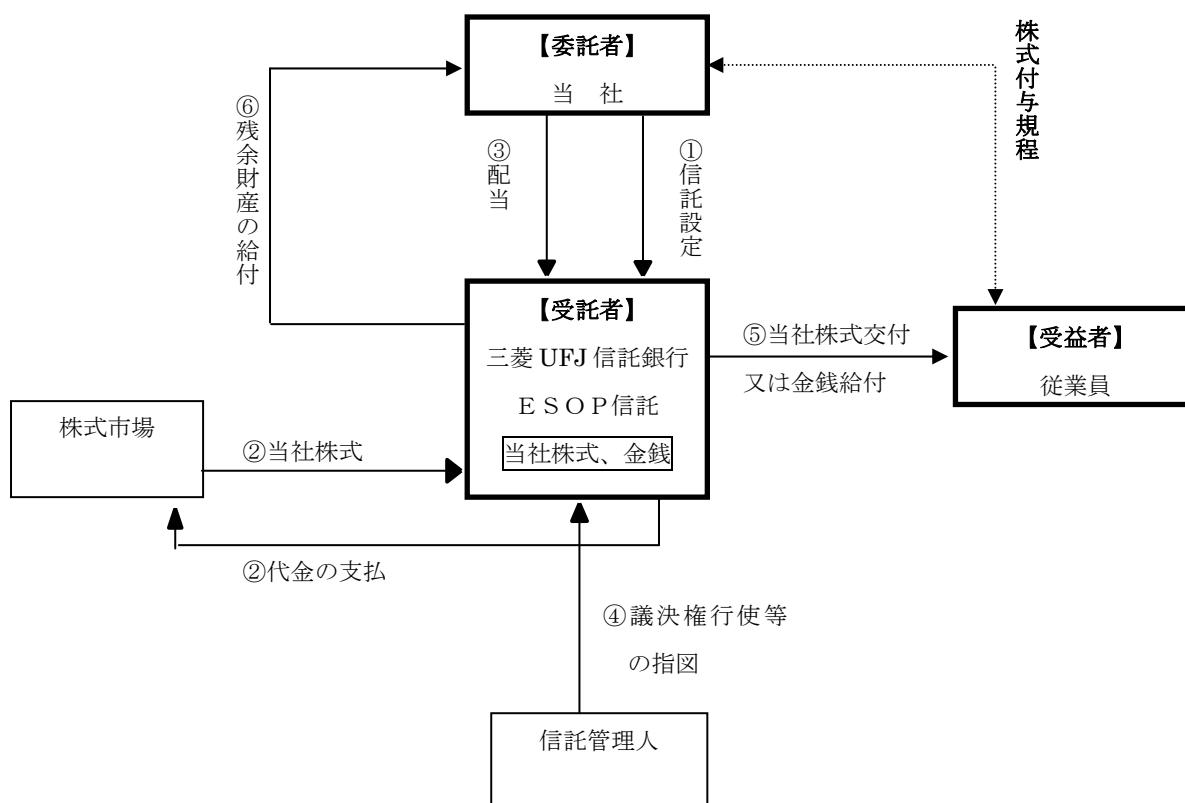 【委託者】
当　社
株式付与規程
⑥残余財産の給付
③配当
①信託設定
【受託者】
三菱 UFJ 信託銀行
ＥＳＯＰ信託
当社株式、金銭
⑤当社株式交付
又は金銭給付
【受益者】
従業員
株式市場
②当社株式
②代金の支払
④議決権行使等
の指図
信託管理人